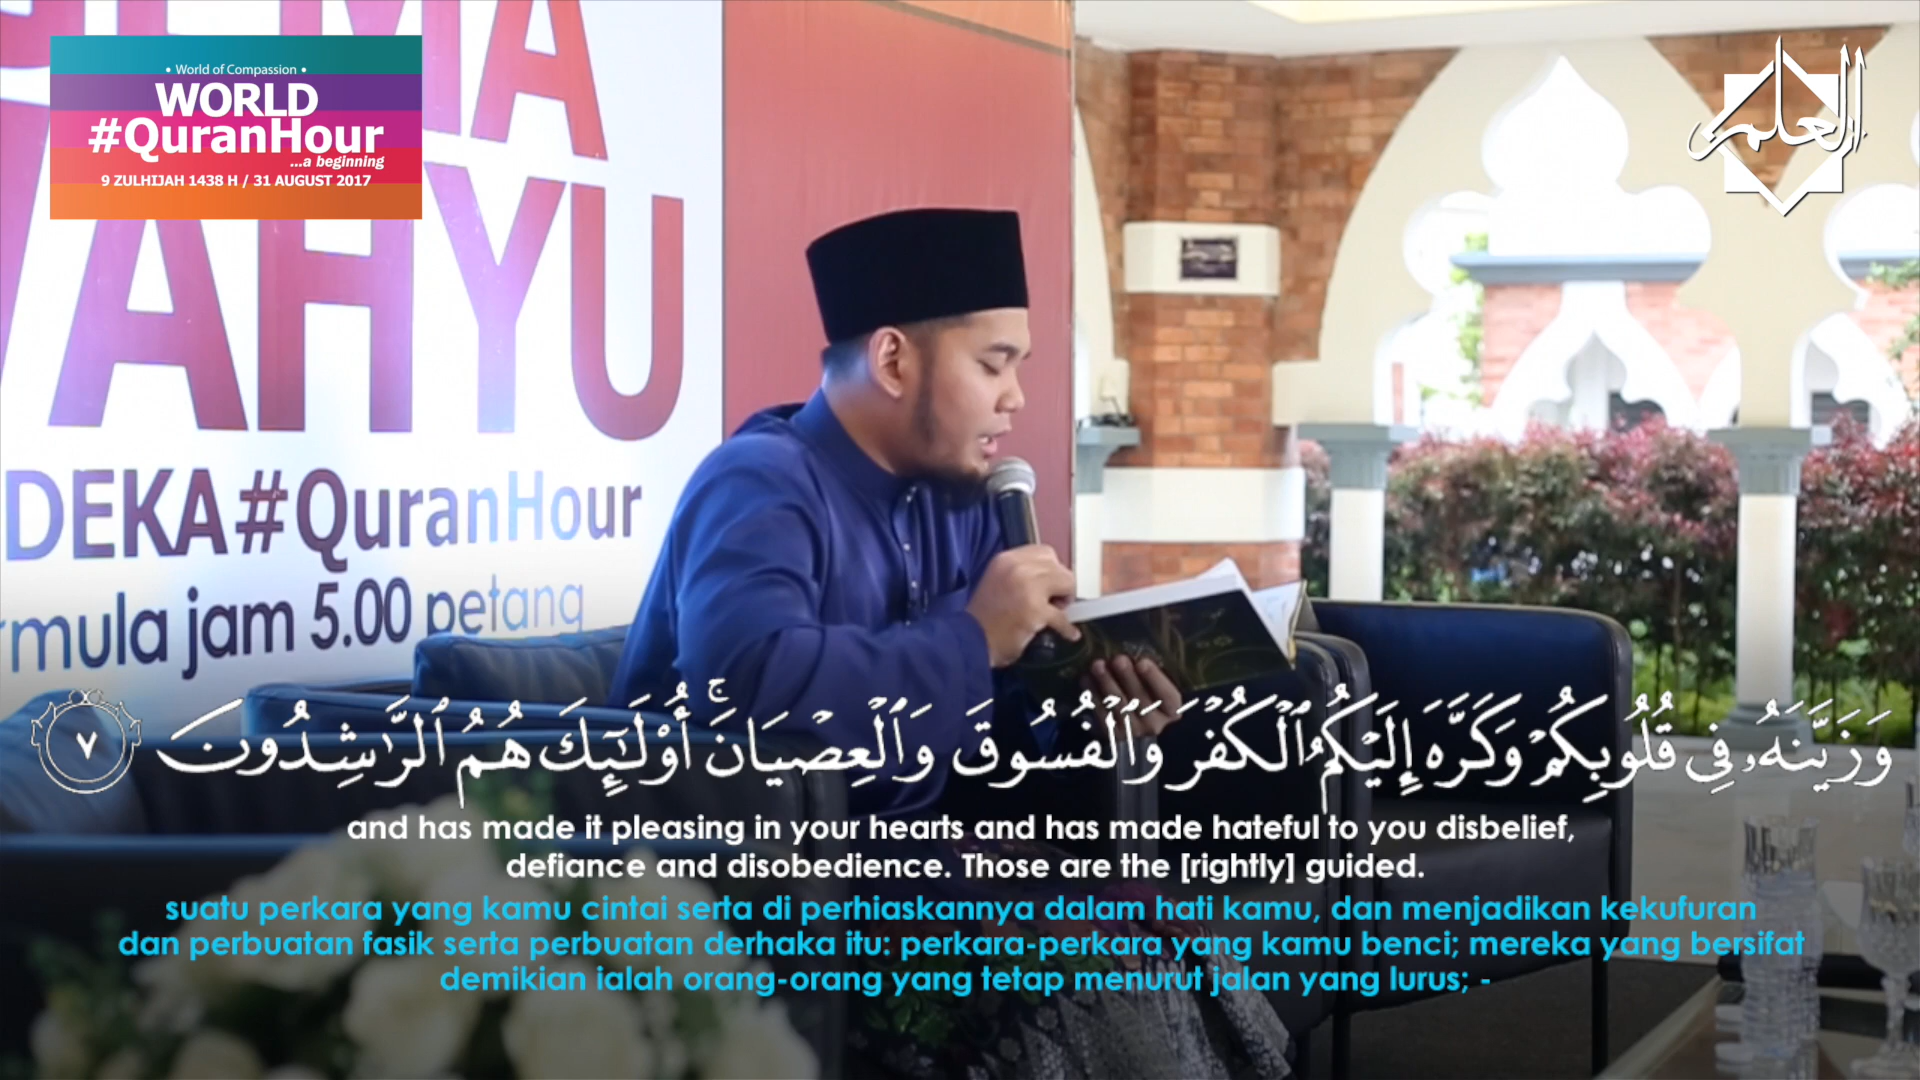 • World of Compassion •
WORLD
#QuranHour
...a beginning
9 ZULHIJAH 1438 H / 31 AUGUST 2017
العلم
WAHYU
DEKA#QuranHour
rmula jam 5.00 petang
وَزَيَّنَهُۥ فِى قُلُوبِكُمْ وَكَرَّهَ إِلَيْكُمُ ٱلْكُفْرَ وَٱلْفُسُوقَ وَٱلْعِصْيَانَ ۚ أُو۟لَـٰٓئِكَ هُمُ ٱلرَّٰشِدُونَ ٧
and has made it pleasing in your hearts and has made hateful to you disbelief,
defiance and disobedience. Those are the [rightly] guided.
suatu perkara yang kamu cintai serta di perhiaskannya dalam hati kamu, dan menjadikan kekufuran
dan perbuatan fasik serta perbuatan derhaka itu: perkara-perkara yang kamu benci; mereka yang bersifat
demikian ialah orang-orang yang tetap menurut jalan yang lurus; -